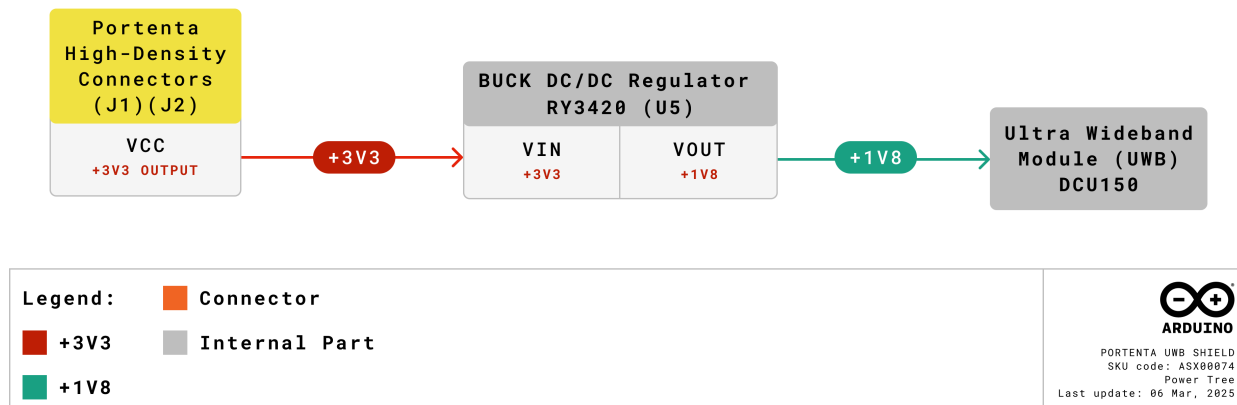 Portenta
High-Density
Connectors
(J1)(J2)
VCC
+3V3 OUTPUT
+3V3
BUCK DC/DC Regulator
RY3420 (U5)
VIN
+3V3
VOUT
+1V8
+1V8
Ultra Wideband
Module (UWB)
DCU150
Legend:
Connector
+3V3
Internal Part
+1V8
ARDUINO
PORTENTA UWB SHIELD
SKU code: ASX00074
Power Tree
Last update: 06 Mar, 2025